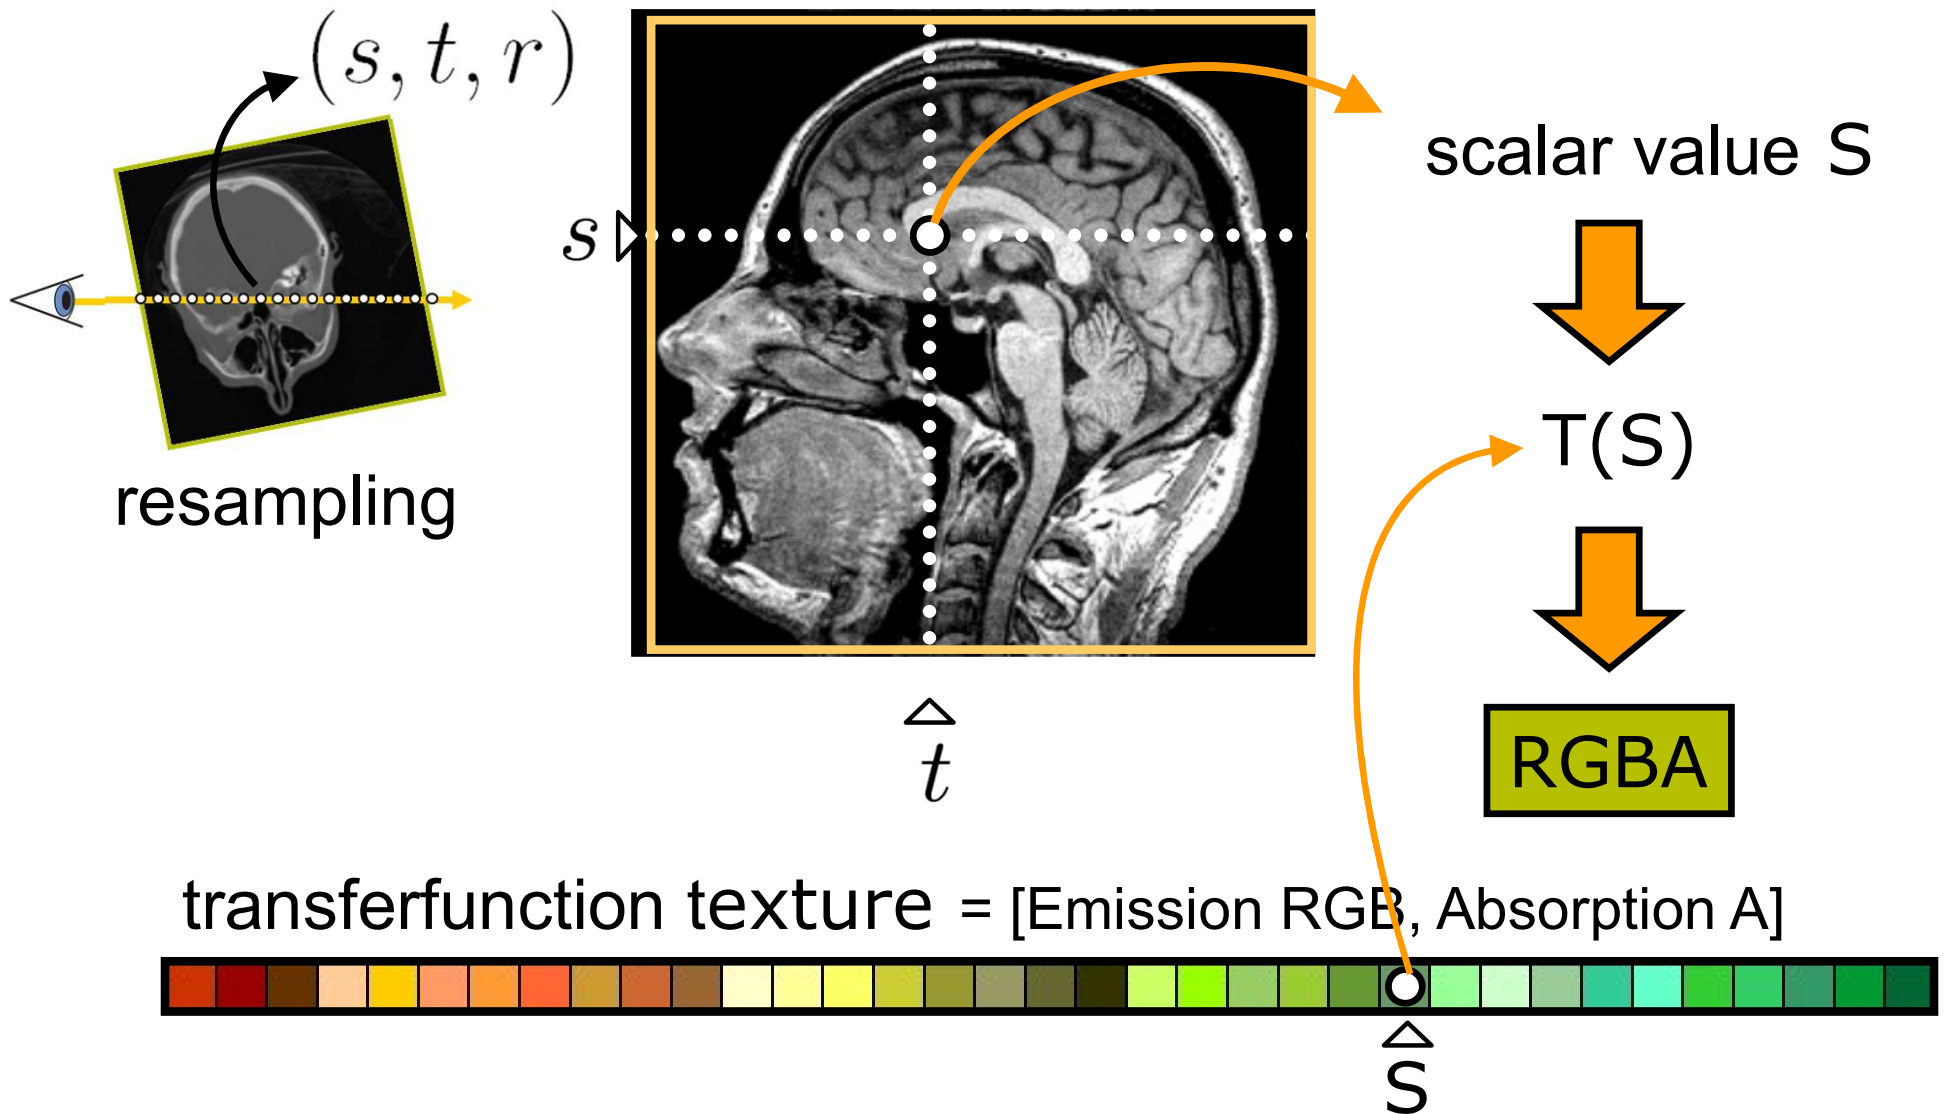 (s, t, r)
scalar value S
s
T(S)
resampling
t
RGBA
transferfunction texture = [Emission RGB, Absorption A]
S